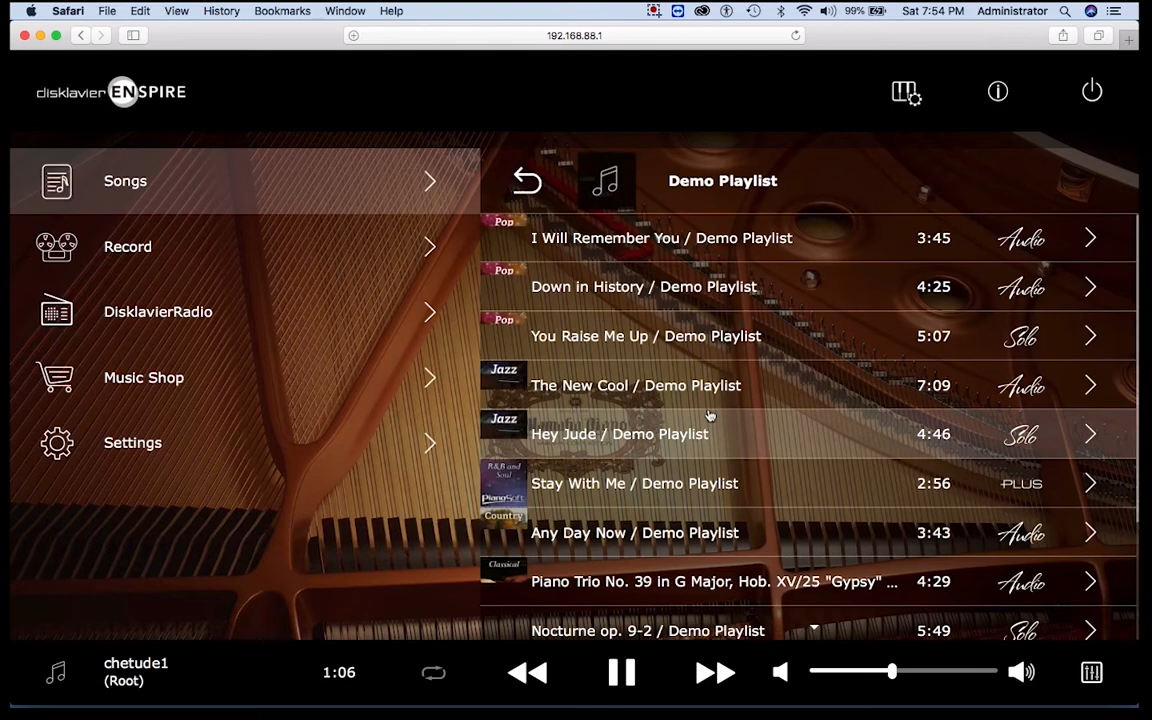 Safari File Edit View History Bookmarks Window Help 99% Sat 7:54 PM Administrator
192.168.88.1
disklavier ENSPIRE
Songs
Record
DisklavierRadio
Music Shop
Settings
Demo Playlist
Pop
I Will Remember You / Demo Playlist 3:45 Audio
Pop
Down in History / Demo Playlist 4:25 Audio
Pop
You Raise Me Up / Demo Playlist 5:07 Solo
Jazz
The New Cool / Demo Playlist 7:09 Audio
Jazz
Hey Jude / Demo Playlist 4:46 Solo
R&B and
Soul
PianoSoft
Stay With Me / Demo Playlist 2:56 PLUS
Country
Any Day Now / Demo Playlist 3:43 Audio
Classical
Piano Trio No. 39 in G Major, Hob. XV/25 "Gypsy" ... 4:29 Audio
Nocturne op. 9-2 / Demo Playlist 5:49 Solo
chetude1
(Root)
1:06